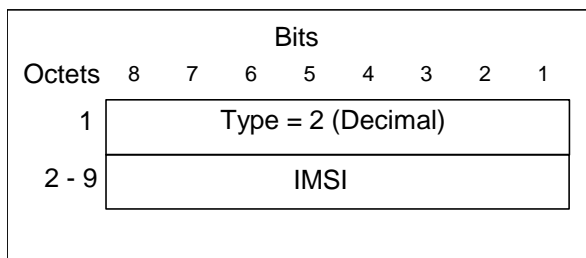 Bits
Octets 8 7 6 5 4 3 2 1
1 Type = 2 (Decimal)
2 - 9 IMSI